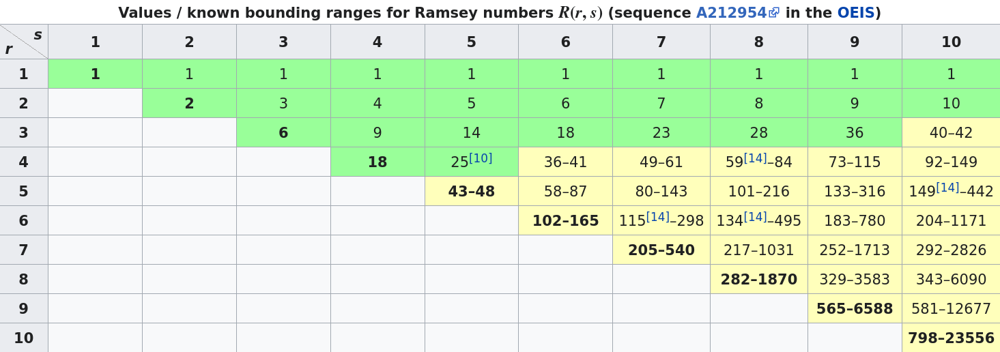 Values / known bounding ranges for Ramsey numbers R(r, s) (sequence A212954 in the OEIS)
s
r
1 2 3 4 5 6 7 8 9 10
1 1 1 1 1 1 1 1 1 1 1
2 2 3 4 5 6 7 8 9 10
3 6 9 14 18 23 28 36 40–42
4 18 25[10] 36–41 49–61 59[14]–84 73–115 92–149
5 43–48 58–87 80–143 101–216 133–316 149[14]–442
6 102–165 115[14]–298 134[14]–495 183–780 204–1171
7 205–540 217–1031 252–1713 292–2826
8 282–1870 329–3583 343–6090
9 565–6588 581–12677
10 798–23556